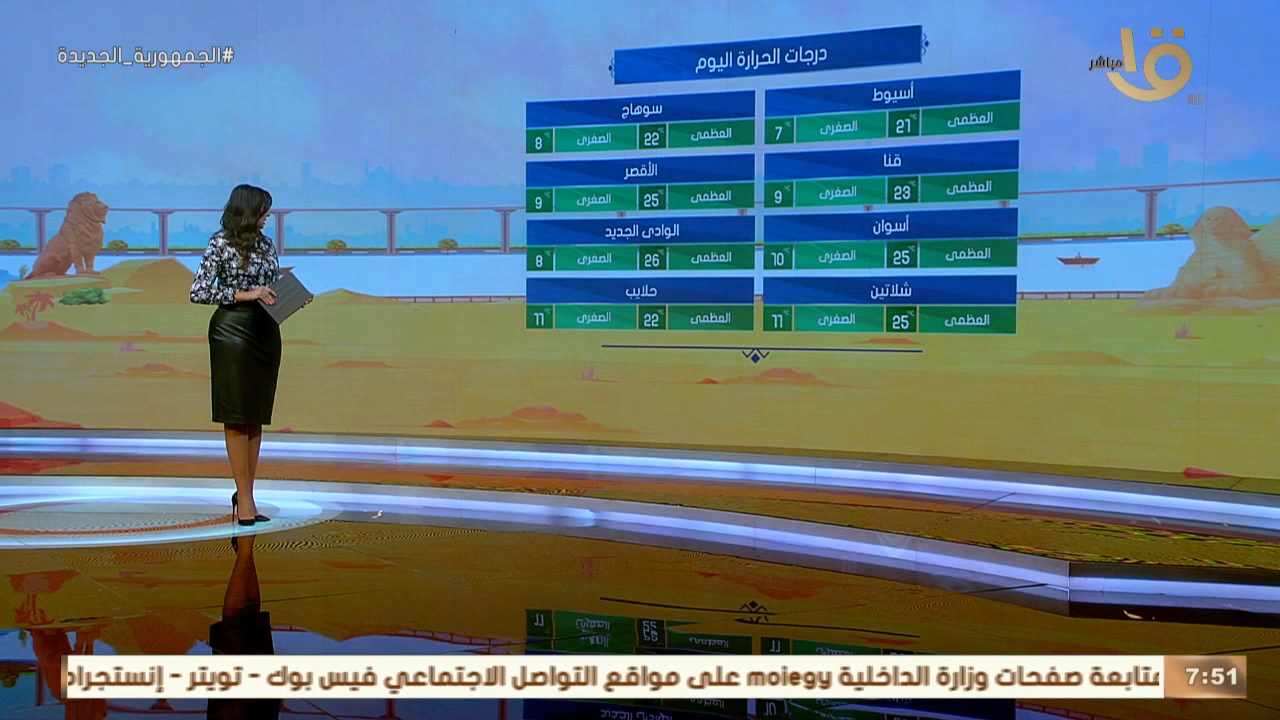 #الجمهورية_الجديدة
مباشر
درجات الحرارة اليوم
أسيوط
العظمى 21 الصغرى 7
سوهاج
العظمى 22 الصغرى 8
قنا
العظمى 23 الصغرى 9
الأقصر
العظمى 25 الصغرى 9
أسوان
العظمى 25 الصغرى 10
الوادى الجديد
العظمى 26 الصغرى 8
شلاتين
العظمى 25 الصغرى 11
حلايب
العظمى 22 الصغرى 11
متابعة صفحات وزارة الداخلية moiegy على مواقع التواصل الاجتماعي فيس بوك - تويتر - إنستجرام
7:51